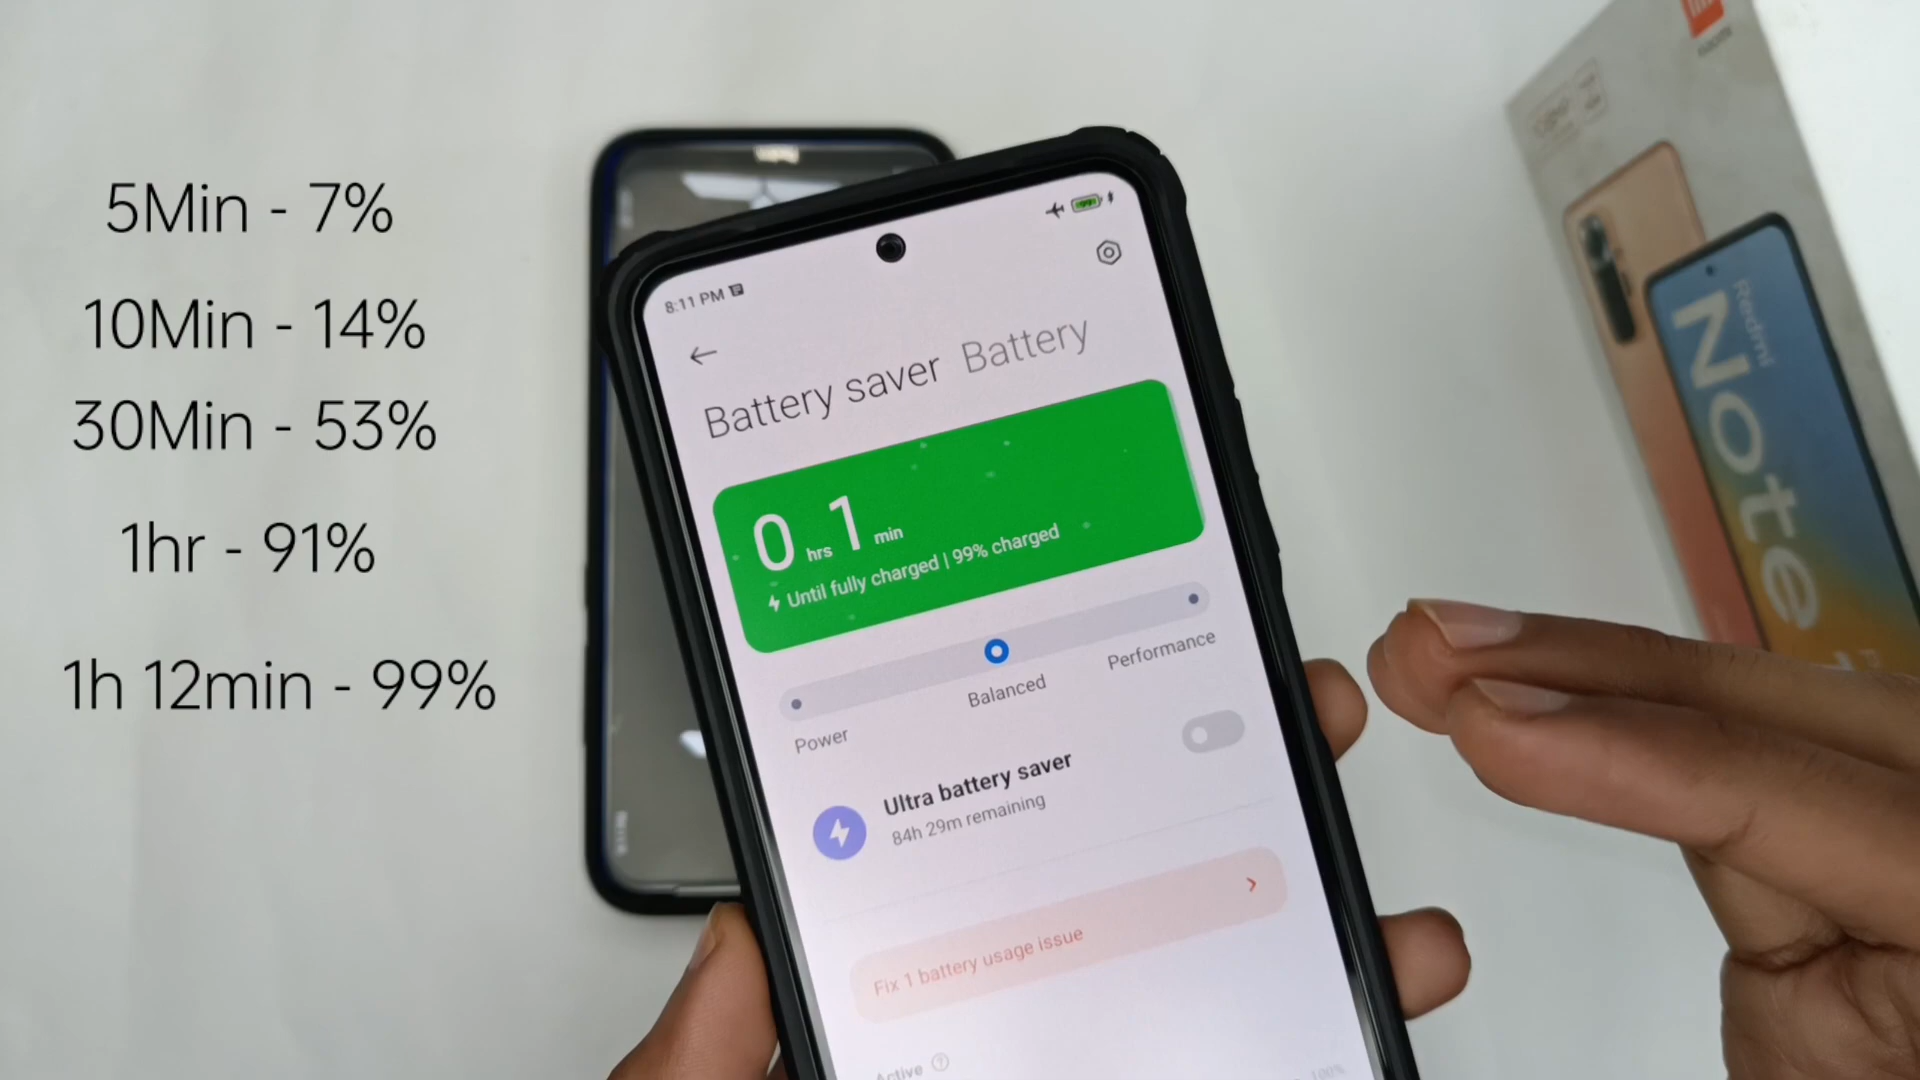 5Min - 7%
10Min - 14%
30Min - 53%
1hr - 91%
1h 12min - 99%
8:11 PM
Battery saver Battery
0 hrs 1 min
Until fully charged | 99% charged
Power
Balanced
Performance
Ultra battery saver
84h 29m remaining
Fix 1 battery usage issue
Active
100%
Redmi
Note